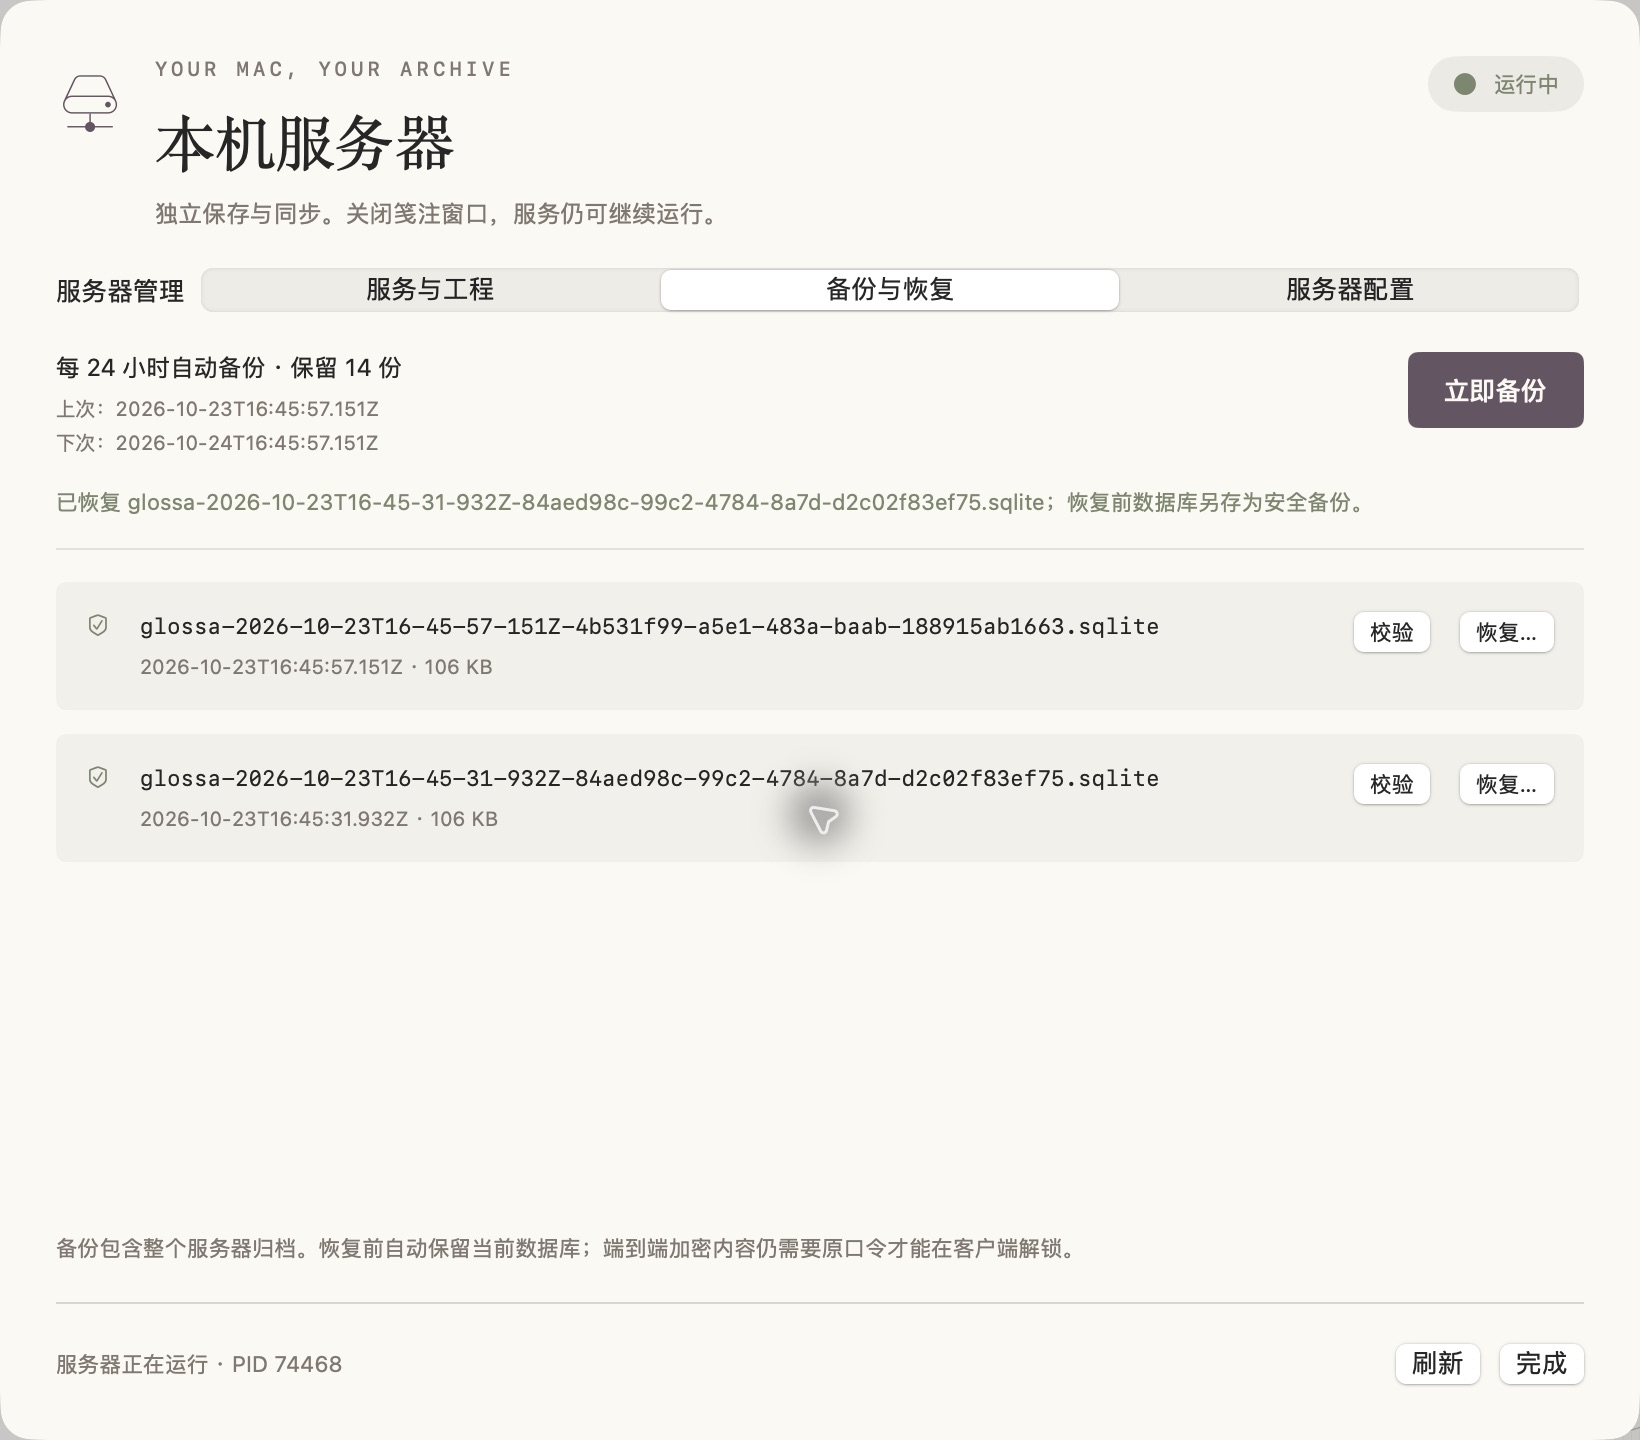 YOUR MAC, YOUR ARCHIVE
运行中
本机服务器
独立保存与同步。关闭笺注窗口，服务仍可继续运行。
服务器管理 服务与工程 备份与恢复 服务器配置
每 24 小时自动备份 · 保留 14 份
立即备份
上次：2026-10-23T16:45:57.151Z
下次：2026-10-24T16:45:57.151Z
已恢复 glossa-2026-10-23T16-45-31-932Z-84aed98c-99c2-4784-8a7d-d2c02f83ef75.sqlite；恢复前数据库另存为安全备份。
glossa-2026-10-23T16-45-57-151Z-4b531f99-a5e1-483a-baab-188915ab1663.sqlite 校验 恢复...
2026-10-23T16:45:57.151Z · 106 KB
glossa-2026-10-23T16-45-31-932Z-84aed98c-99c2-4784-8a7d-d2c02f83ef75.sqlite 校验 恢复...
2026-10-23T16:45:31.932Z · 106 KB
备份包含整个服务器归档。恢复前自动保留当前数据库；端到端加密内容仍需要原口令才能在客户端解锁。
服务器正在运行 · PID 74468 刷新 完成